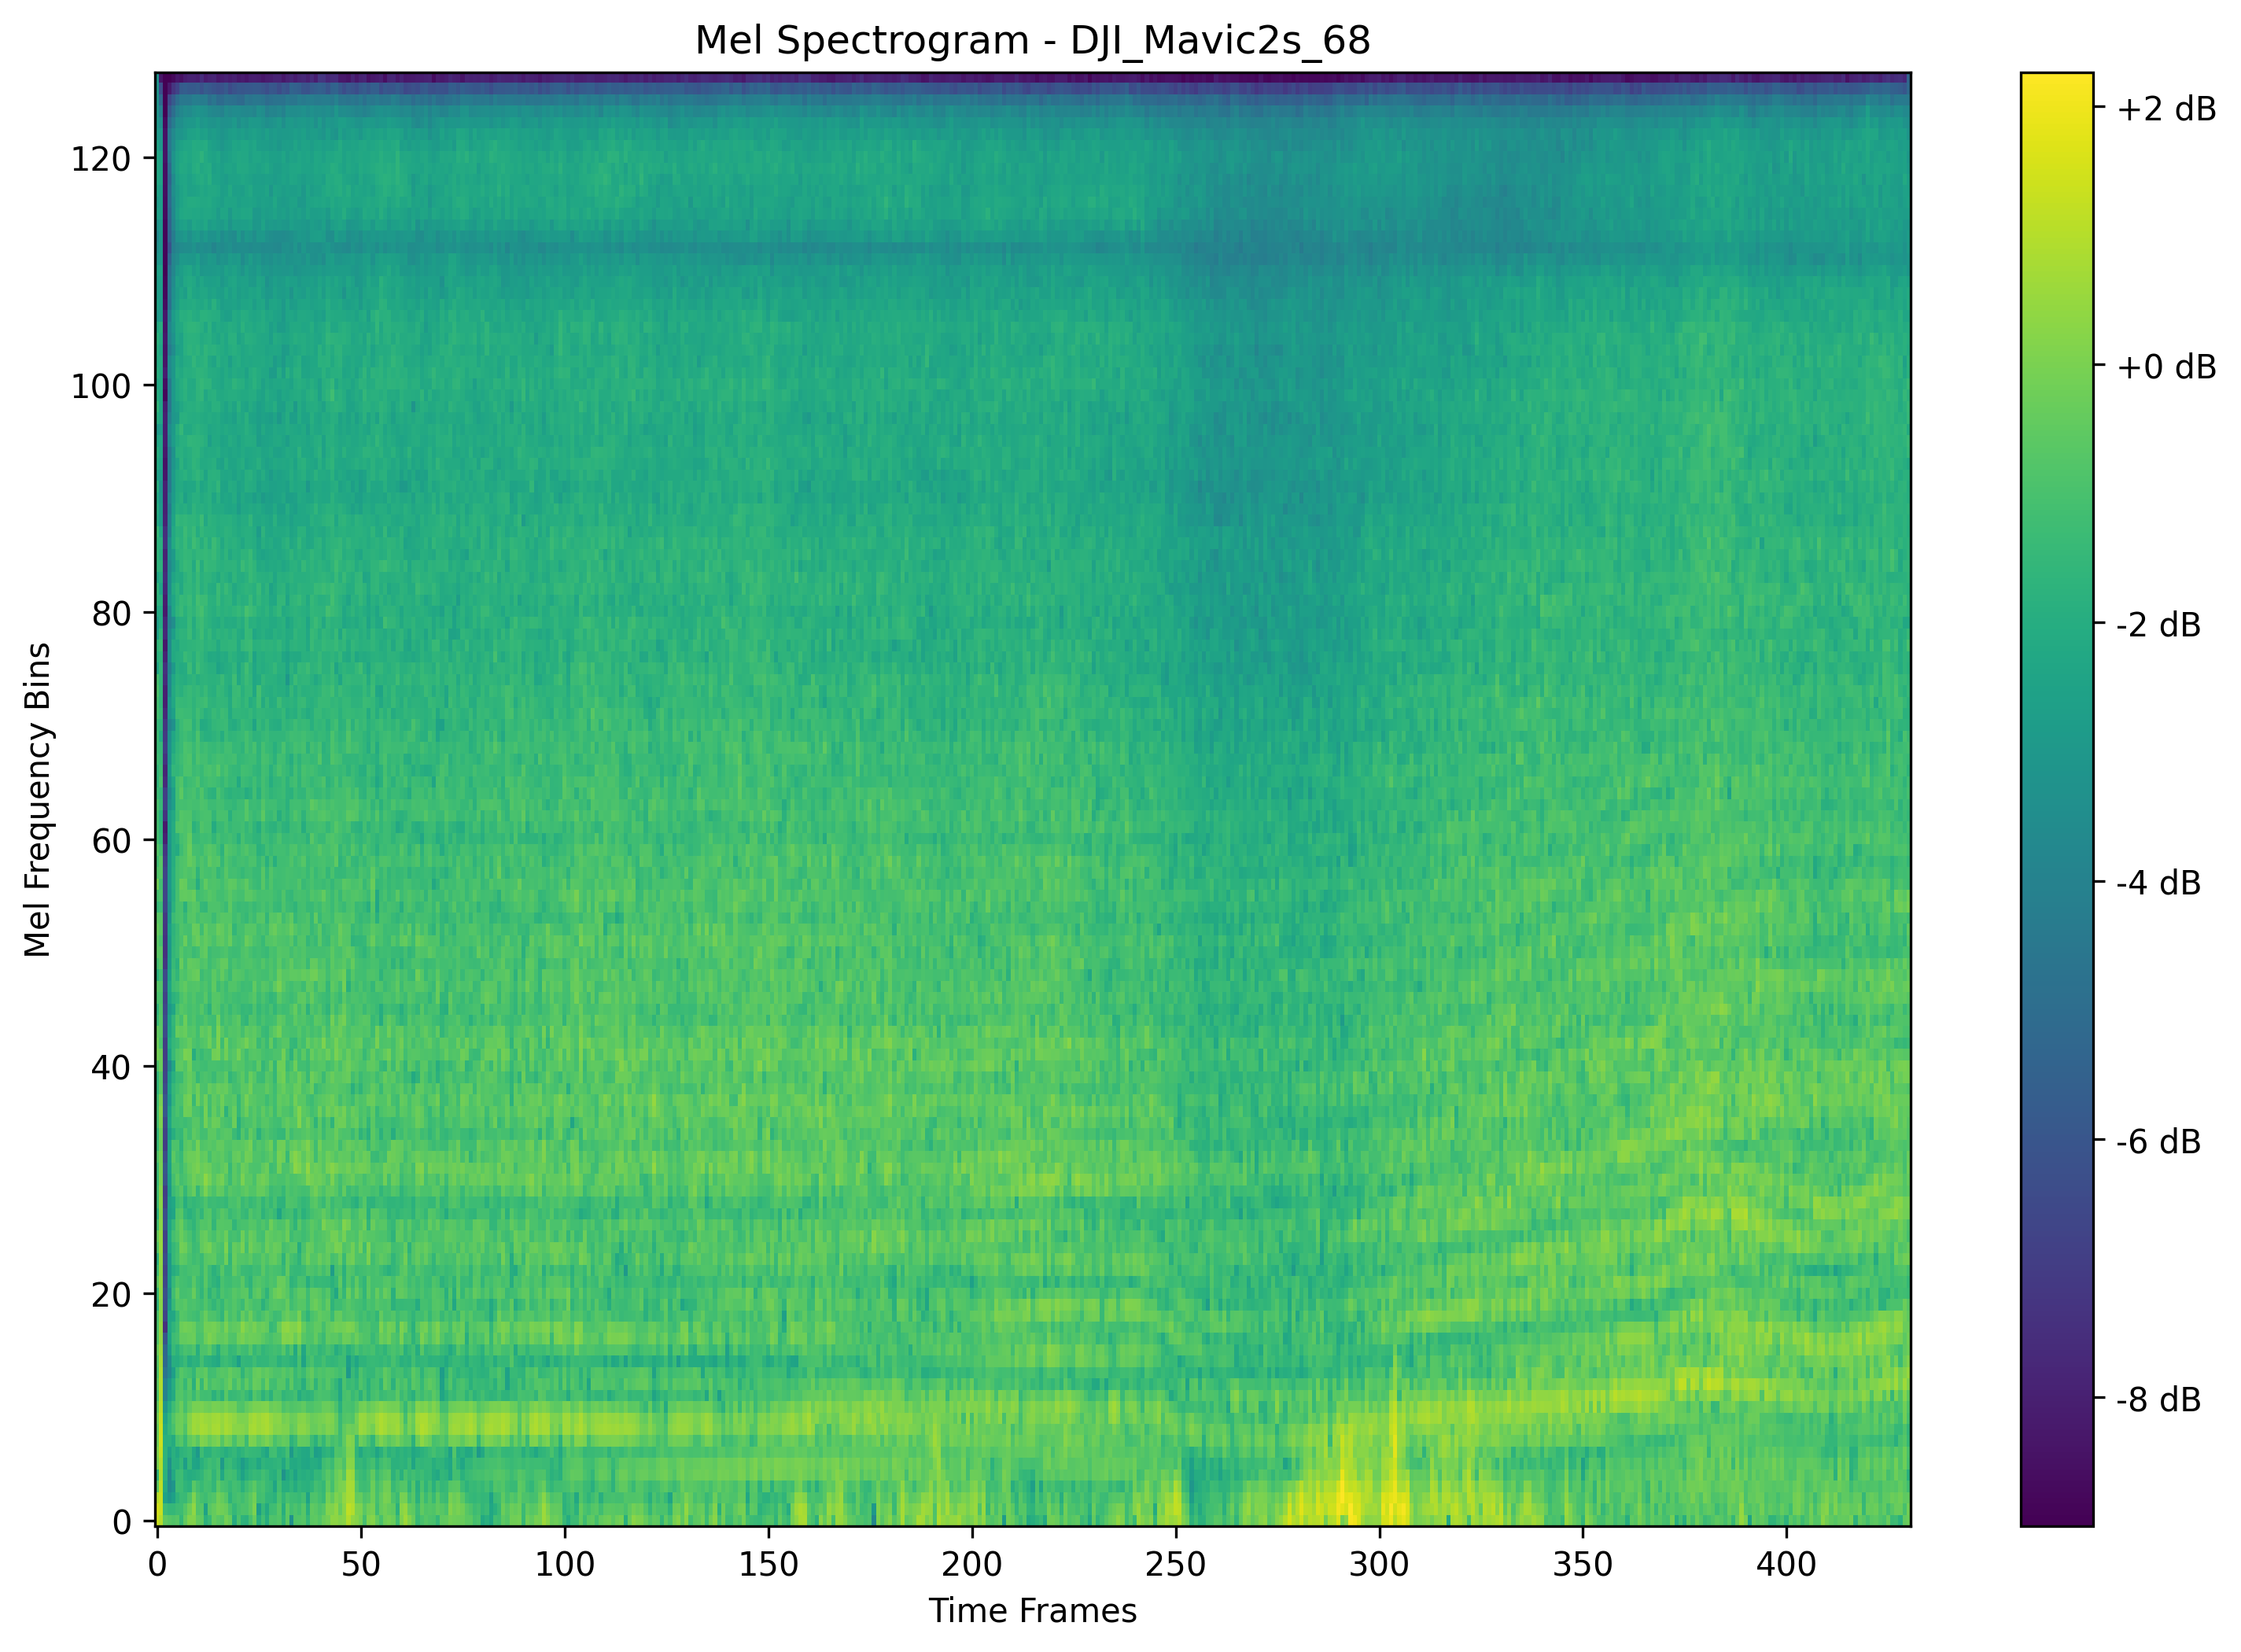 Mel Spectrogram - DJI_Mavic2s_68
Mel Frequency Bins
120
100
80
60
40
20
0
0 50 100 150 200 250 300 350 400
Time Frames
+2 dB
+0 dB
-2 dB
-4 dB
-6 dB
-8 dB